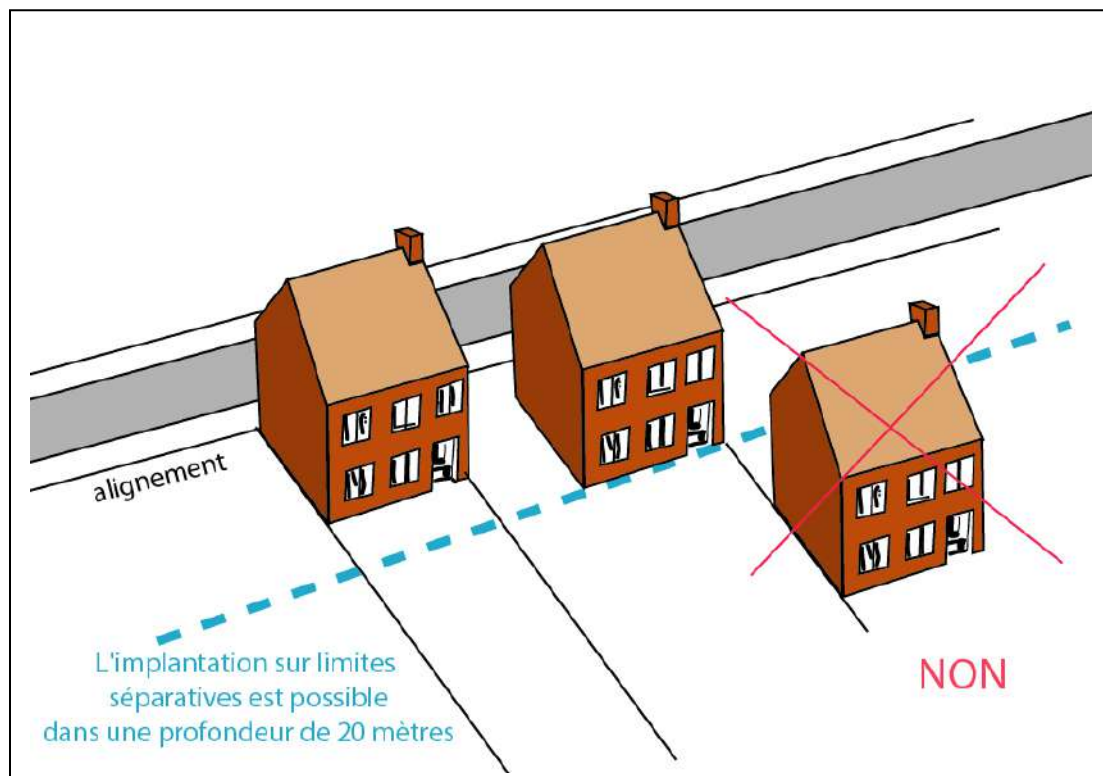 alignement
L'implantation sur limites
séparatives est possible
dans une profondeur de 20 mètres
NON